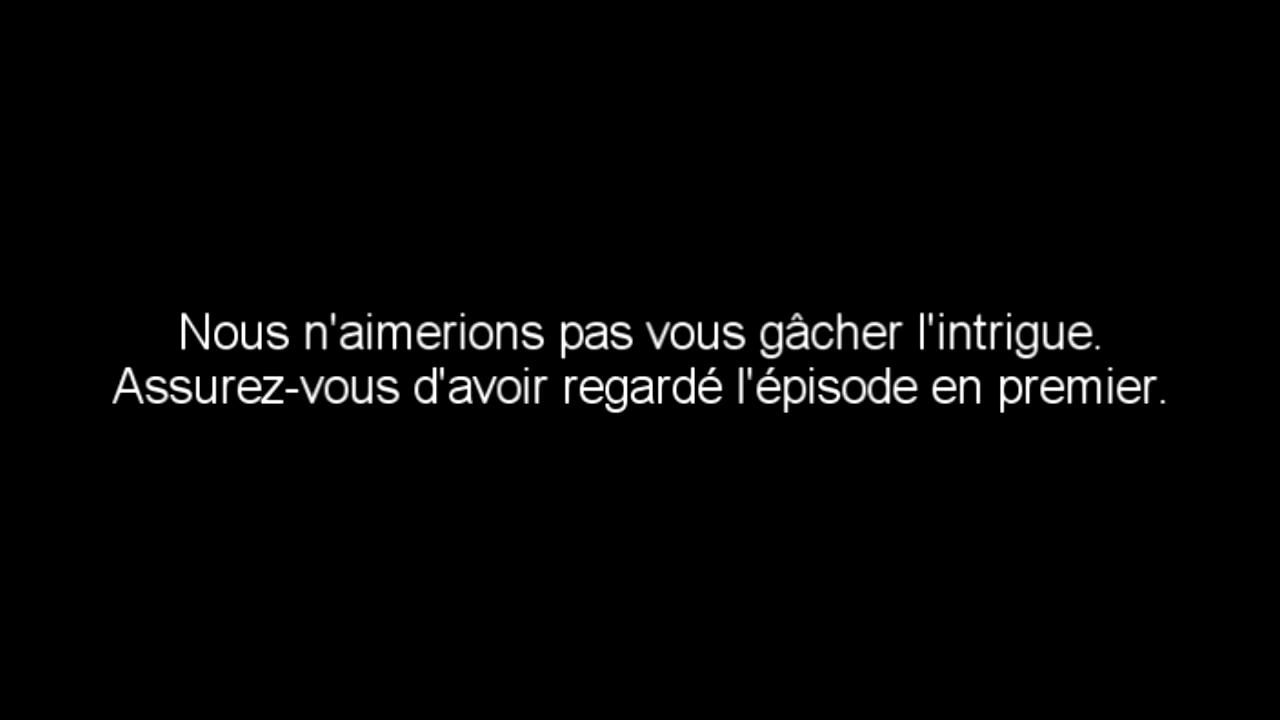 Nous n'aimerions pas vous gâcher l'intrigue.
Assurez-vous d'avoir regardé l'épisode en premier.